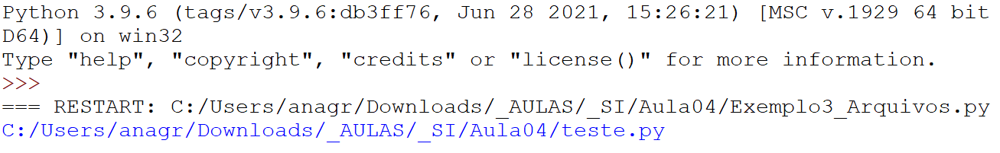 Python 3.9.6 (tags/v3.9.6:db3ff76, Jun 28 2021, 15:26:21) [MSC v.1929 64 bit
D64)] on win32
Type "help", "copyright", "credits" or "license()" for more information.
>>>
=== RESTART: C:/Users/anagr/Downloads/_AULAS/_SI/Aula04/Exemplo3_Arquivos.py
C:/Users/anagr/Downloads/_AULAS/_SI/Aula04/teste.py